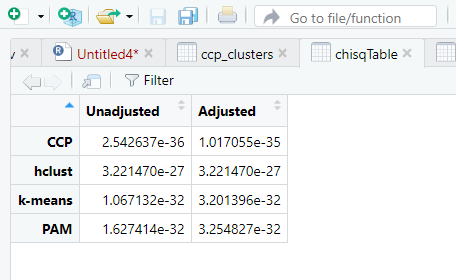 Go to file/function
v Untitled4* ccp_clusters chisqTable
Filter
Unadjusted Adjusted
CCP 2.542637e-36 1.017055e-35
hclust 3.221470e-27 3.221470e-27
k-means 1.067132e-32 3.201396e-32
PAM 1.627414e-32 3.254827e-32